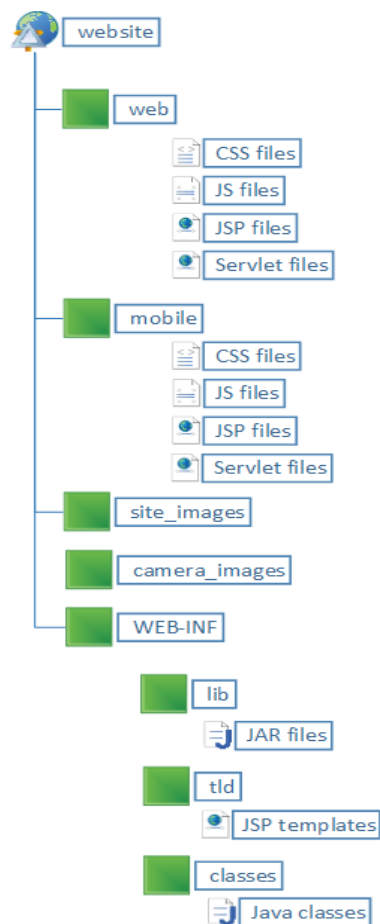 website
web
CSS files
JS files
JSP files
Servlet files
mobile
CSS files
JS files
JSP files
Servlet files
site_images
camera_images
WEB-INF
lib
JAR files
tld
JSP templates
classes
Java classes